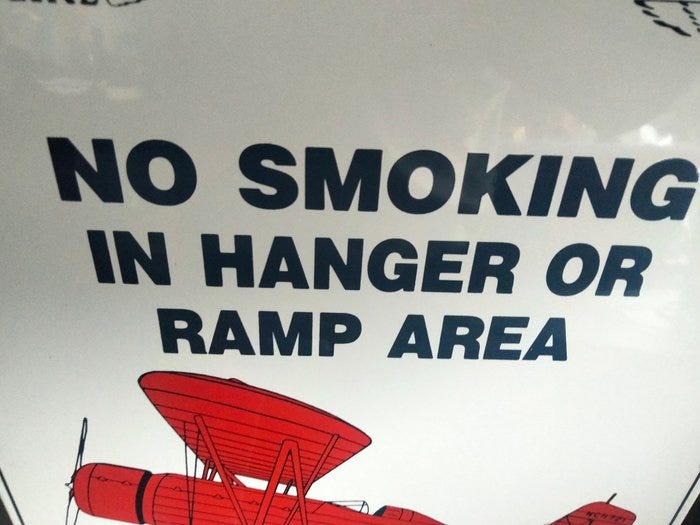 NO SMOKING
IN HANGER OR
RAMP AREA